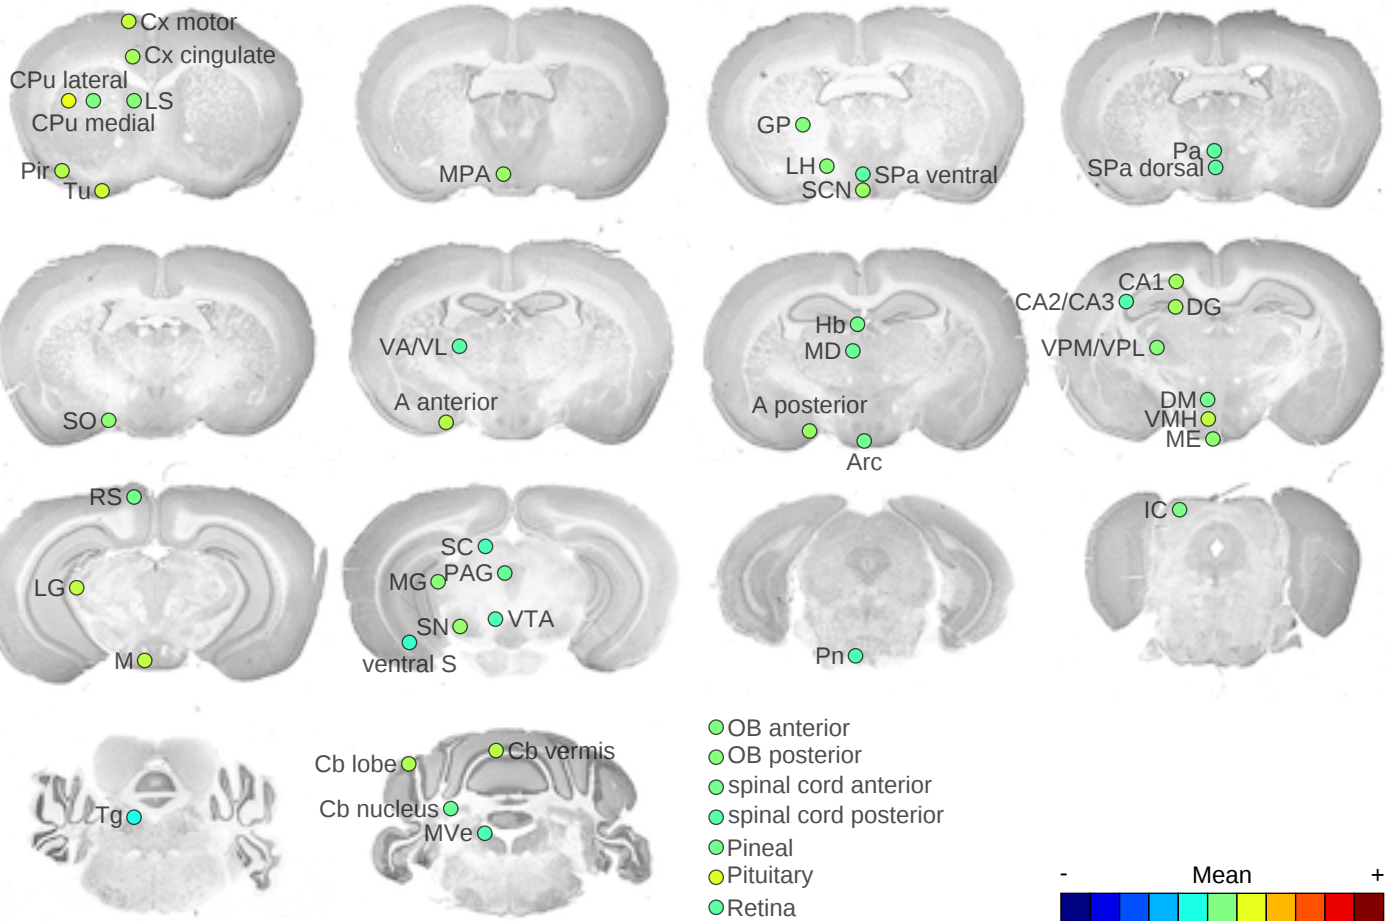 Cx motor
Cx cingulate
CPu lateral
LS
CPu medial
Pir
Tu
MPA
GP
LH
SPa ventral
SCN
Pa
SPa dorsal
SO
VA/VL
A anterior
Hb
MD
A posterior
Arc
CA1
CA2/CA3
DG
VPM/VPL
DM
VMH
ME
RS
LG
M
SC
PAG
MG
VTA
SN
ventral S
Pn
IC
Tg
Cb lobe
Cb vermis
Cb nucleus
MVe
OB anterior
OB posterior
spinal cord anterior
spinal cord posterior
Pineal
Pituitary
Retina
- Mean +